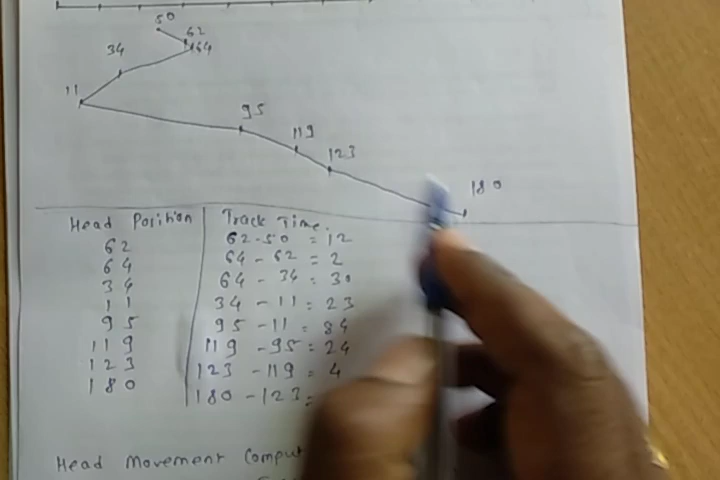 50
62
64
34
11
95
119
123
180
Head Position Track Time.
62 62-50 = 12
64 64 - 62 = 2
34 64 - 34 = 30
11 34 - 11 = 23
95 95 - 11 = 84
119 119 - 95 = 24
123 123 - 119 = 4
180 180 - 123 =
Head Movement Comput